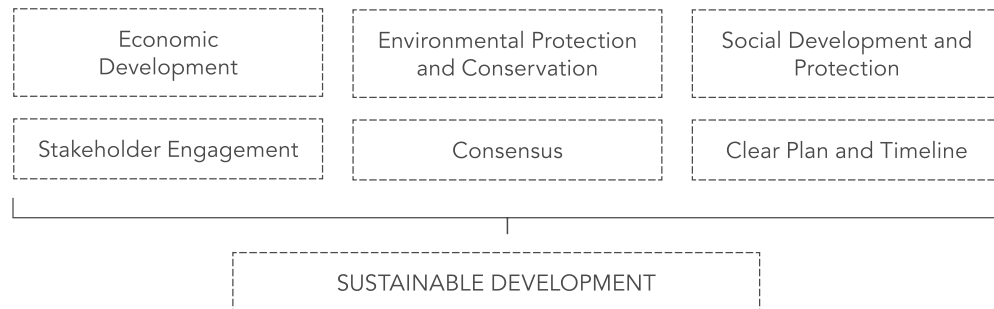 Economic
Development
Environmental Protection
and Conservation
Social Development and
Protection
Stakeholder Engagement
Consensus
Clear Plan and Timeline
SUSTAINABLE DEVELOPMENT